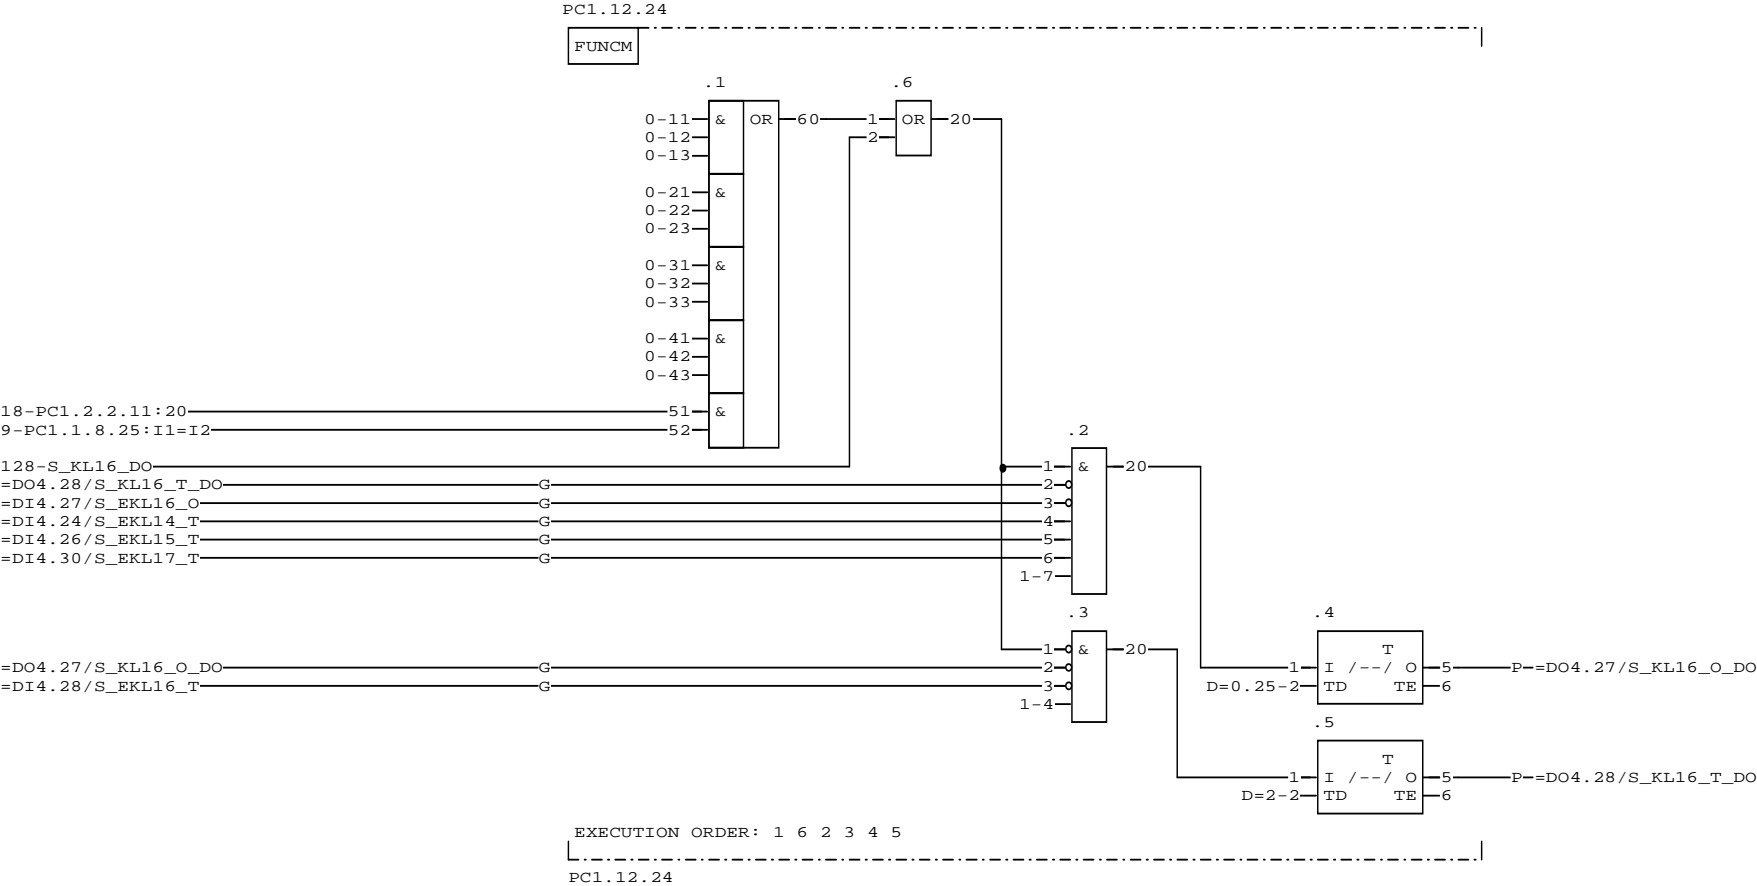 PC1.12.24
FUNCM
.1
.6
0-11
&
OR
60
1
OR
20
0-12
2
0-13
0-21
&
0-22
0-23
0-31
&
0-32
0-33
0-41
&
0-42
0-43
18-PC1.2.2.11:20
51
&
9-PC1.1.8.25:I1=I2
52
.2
128-S_KL16_DO
1
&
20
=DO4.28/S_KL16_T_DO
G
2
=DI4.27/S_EKL16_O
G
3
=DI4.24/S_EKL14_T
G
4
=DI4.26/S_EKL15_T
G
5
=DI4.30/S_EKL17_T
G
6
1-7
.3
.4
1
&
20
T
=DO4.27/S_KL16_O_DO
G
2
1
I /--/ O
5
P
=DO4.27/S_KL16_O_DO
=DI4.28/S_EKL16_T
G
3
D=0.25-2
TD
TE
6
1-4
.5
T
1
I /--/ O
5
P
=DO4.28/S_KL16_T_DO
D=2-2
TD
TE
6
EXECUTION ORDER: 1 6 2 3 4 5
PC1.12.24